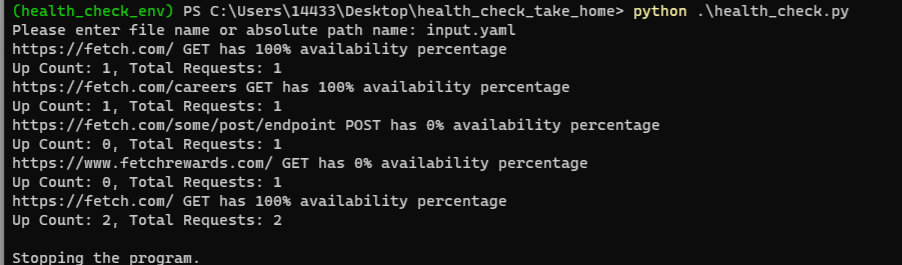 (health_check_env) PS C:\Users\14433\Desktop\health_check_take_home> python .\health_check.py
Please enter file name or absolute path name: input.yaml
https://fetch.com/ GET has 100% availability percentage
Up Count: 1, Total Requests: 1
https://fetch.com/careers GET has 100% availability percentage
Up Count: 1, Total Requests: 1
https://fetch.com/some/post/endpoint POST has 0% availability percentage
Up Count: 0, Total Requests: 1
https://www.fetchrewards.com/ GET has 0% availability percentage
Up Count: 0, Total Requests: 1
https://fetch.com/ GET has 100% availability percentage
Up Count: 2, Total Requests: 2
Stopping the program.